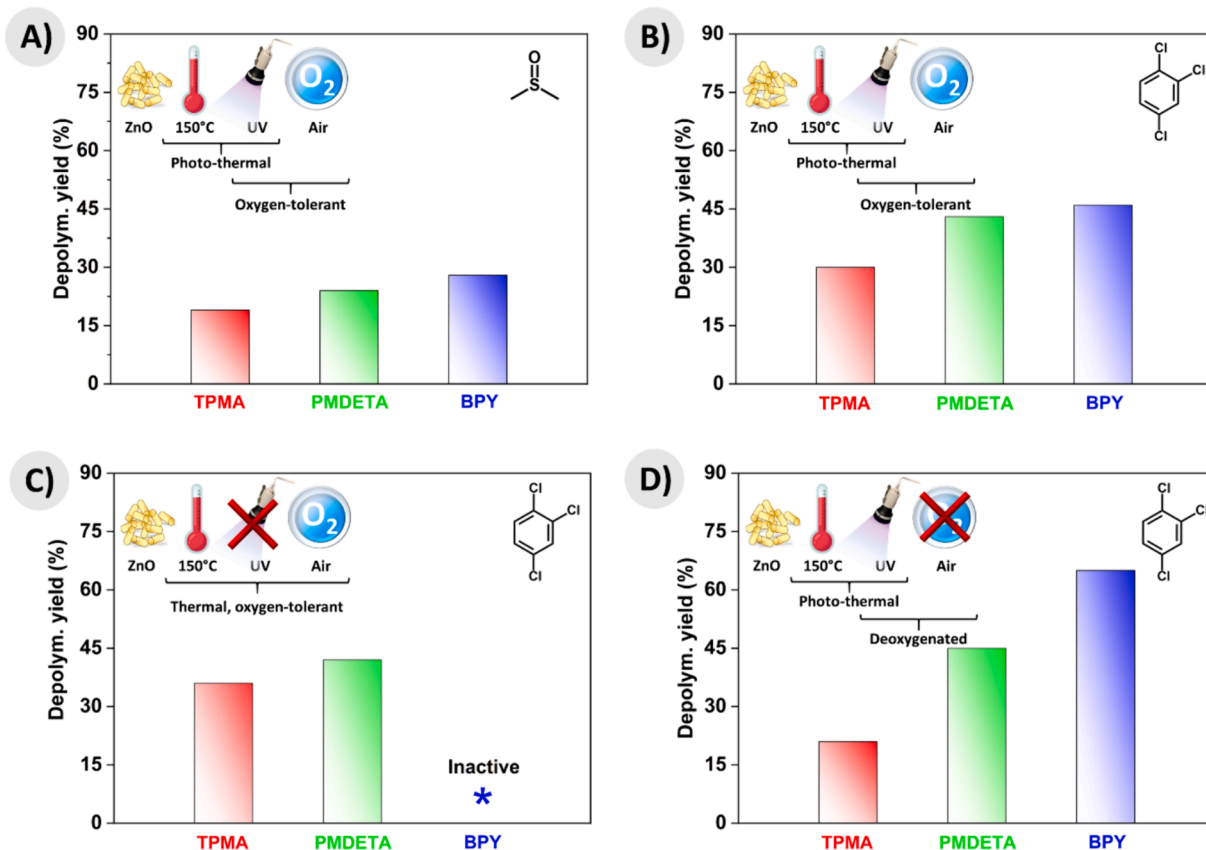 A)
Depolym. yield (%)
90
75
60
45
30
15
0
O2
ZnO 150°C UV Air
Photo-thermal
Oxygen-tolerant
O
S
TPMA PMDETA BPY
B)
Depolym. yield (%)
90
75
60
45
30
15
0
O2
ZnO 150°C UV Air
Photo-thermal
Oxygen-tolerant
Cl
Cl
Cl
TPMA PMDETA BPY
C)
Depolym. yield (%)
90
75
60
45
30
15
0
O2
ZnO 150°C UV Air
Thermal, oxygen-tolerant
Cl
Cl
Cl
Inactive
*
TPMA PMDETA BPY
D)
Depolym. yield (%)
90
75
60
45
30
15
0
2
ZnO 150°C UV Air
Photo-thermal
Deoxygenated
Cl
Cl
Cl
TPMA PMDETA BPY